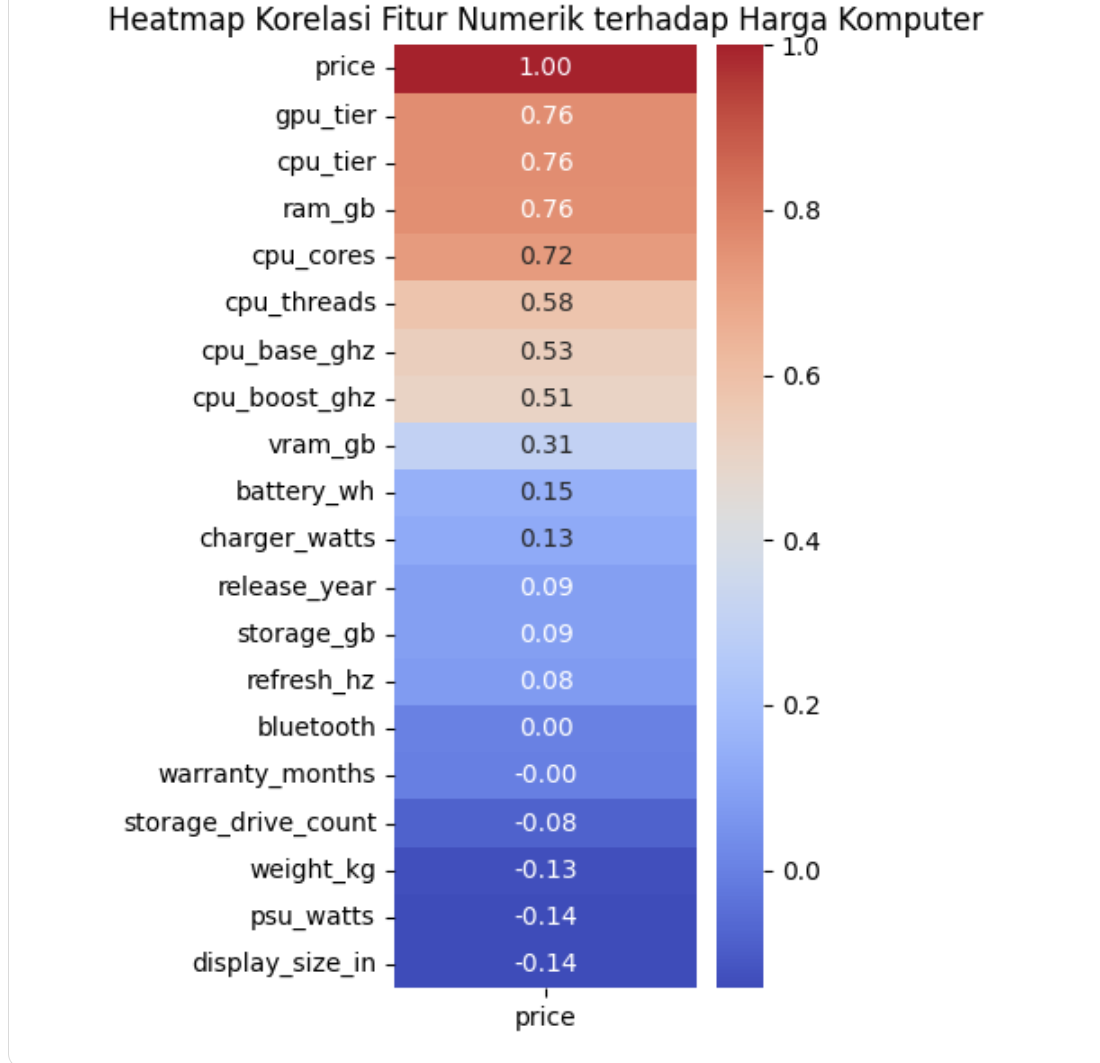 Heatmap Korelasi Fitur Numerik terhadap Harga Komputer
price 1.00 1.0
gpu_tier 0.76
cpu_tier 0.76
ram_gb 0.76 0.8
cpu_cores 0.72
cpu_threads 0.58
cpu_base_ghz 0.53 0.6
cpu_boost_ghz 0.51
vram_gb 0.31
battery_wh 0.15
charger_watts 0.13 0.4
release_year 0.09
storage_gb 0.09
refresh_hz 0.08 0.2
bluetooth 0.00
warranty_months -0.00
storage_drive_count -0.08
weight_kg -0.13 0.0
psu_watts -0.14
display_size_in -0.14
price